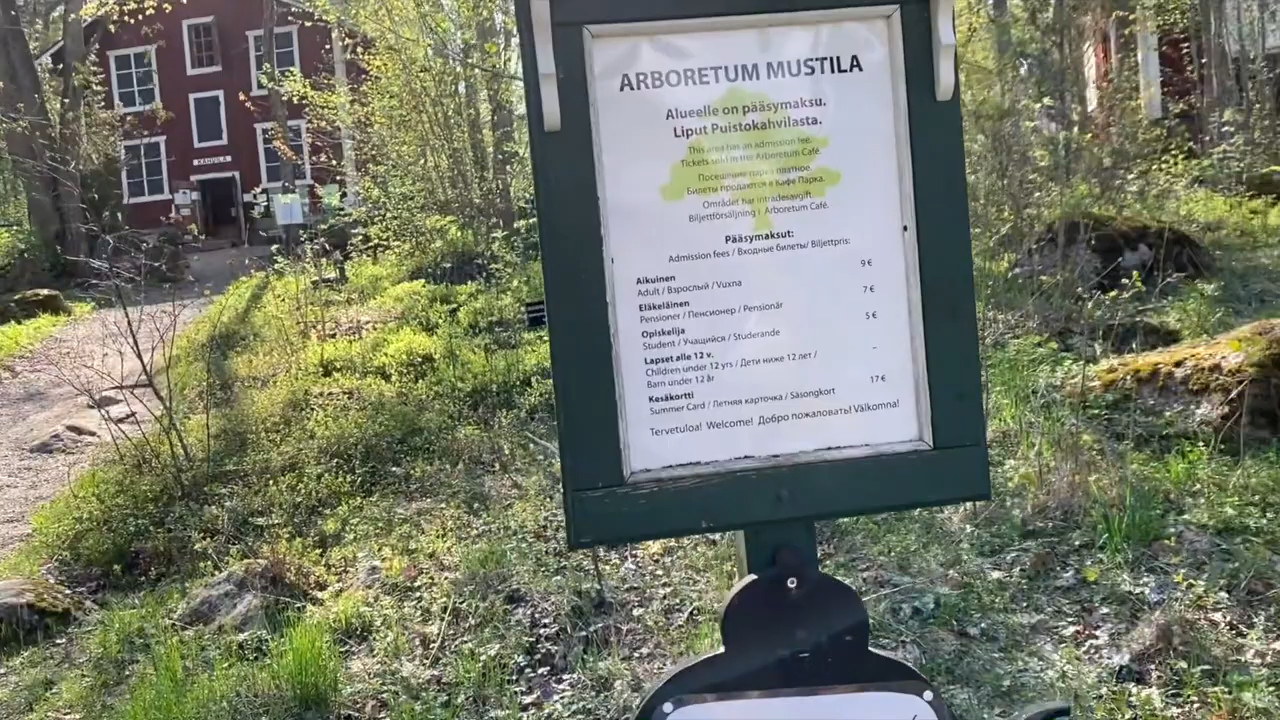 KAHVILA
ARBORETUM MUSTILA
Alueelle on pääsymaksu.
Liput Puistokahvilasta.
This area has an admission fee.
Tickets sold in the Arboretum Café.
Посещение парка платное.
Билеты продаются в Кафе Парка.
Området har inträdesavgift.
Biljettförsäljning i Arboretum Café.
Pääsymaksut:
Admission fees / Входные билеты/ Biljettpris:
Aikuinen 9 €
Adult / Взрослый / Vuxna
Eläkeläinen 7 €
Pensioner / Пенсионер / Pensionär
Opiskelija 5 €
Student / Учащийся / Studerande
Lapset alle 12 v. –
Children under 12 yrs / Дети ниже 12 лет /
Barn under 12 år
Kesäkortti 17 €
Summer Card / Летняя карточка / Säsongkort
Tervetuloa! Welcome! Добро пожаловать! Välkomna!